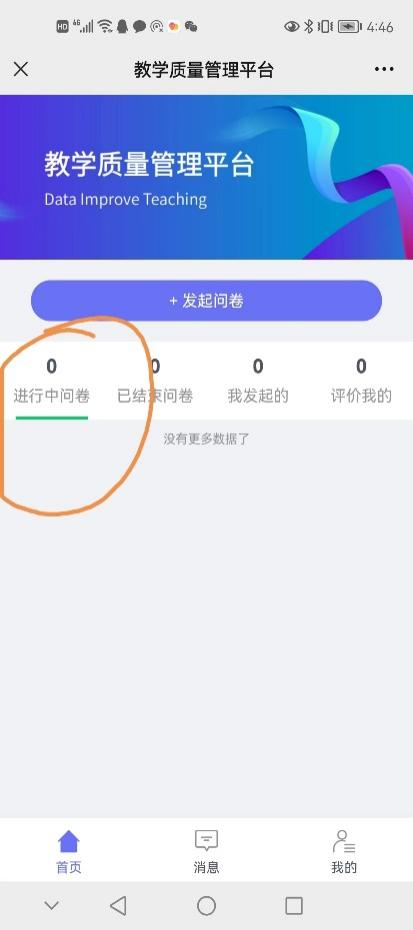 HD 4G 4:46
教学质量管理平台
教学质量管理平台
Data Improve Teaching
+ 发起问卷
0 0 0 0
进行中问卷 已结束问卷 我发起的 评价我的
没有更多数据了
首页 消息 我的